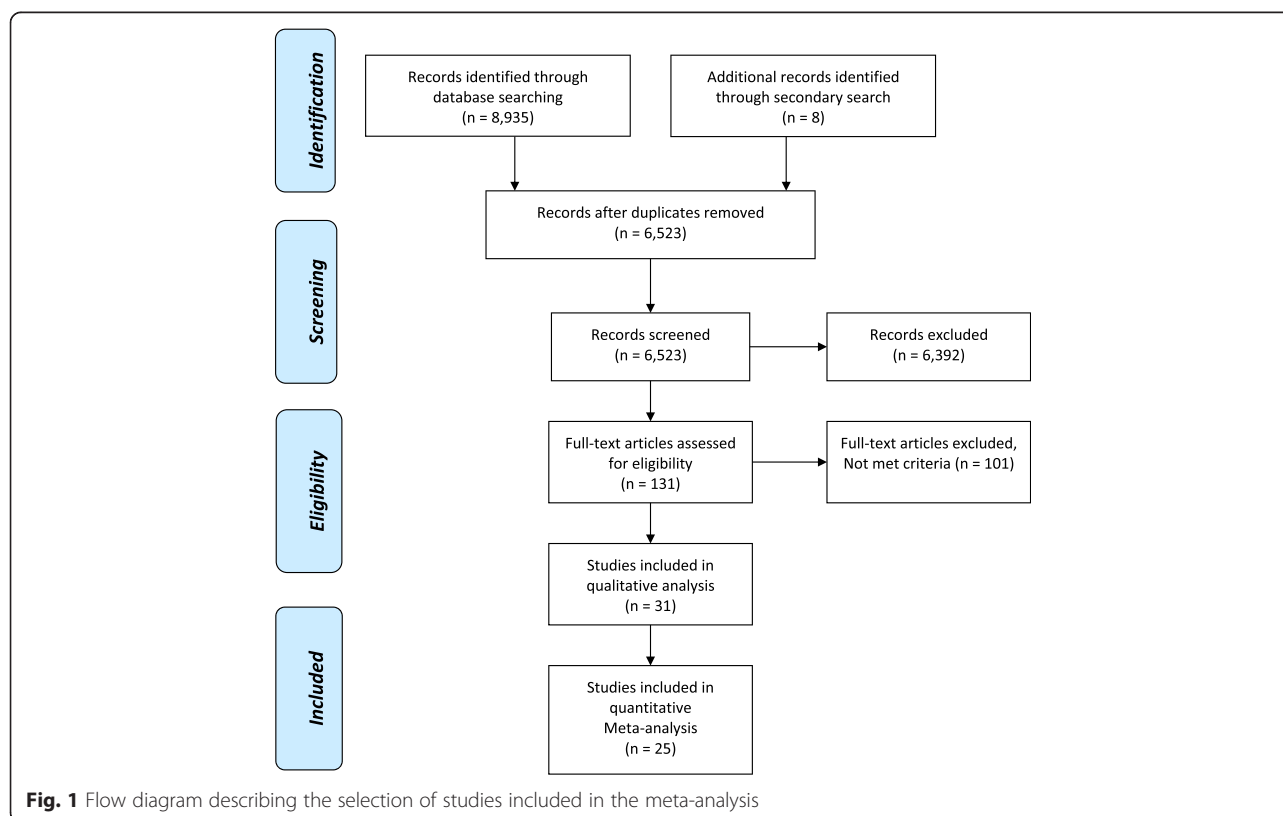 Identification
Records identified through
database searching
(n = 8,935)
Additional records identified
through secondary search
(n = 8)
Records after duplicates removed
(n = 6,523)
Screening
Records screened
(n = 6,523)
Records excluded
(n = 6,392)
Eligibility
Full-text articles assessed
for eligibility
(n = 131)
Full-text articles excluded,
Not met criteria (n = 101)
Studies included in
qualitative analysis
(n = 31)
Included
Studies included in
quantitative
Meta-analysis
(n = 25)
Fig. 1 Flow diagram describing the selection of studies included in the meta-analysis